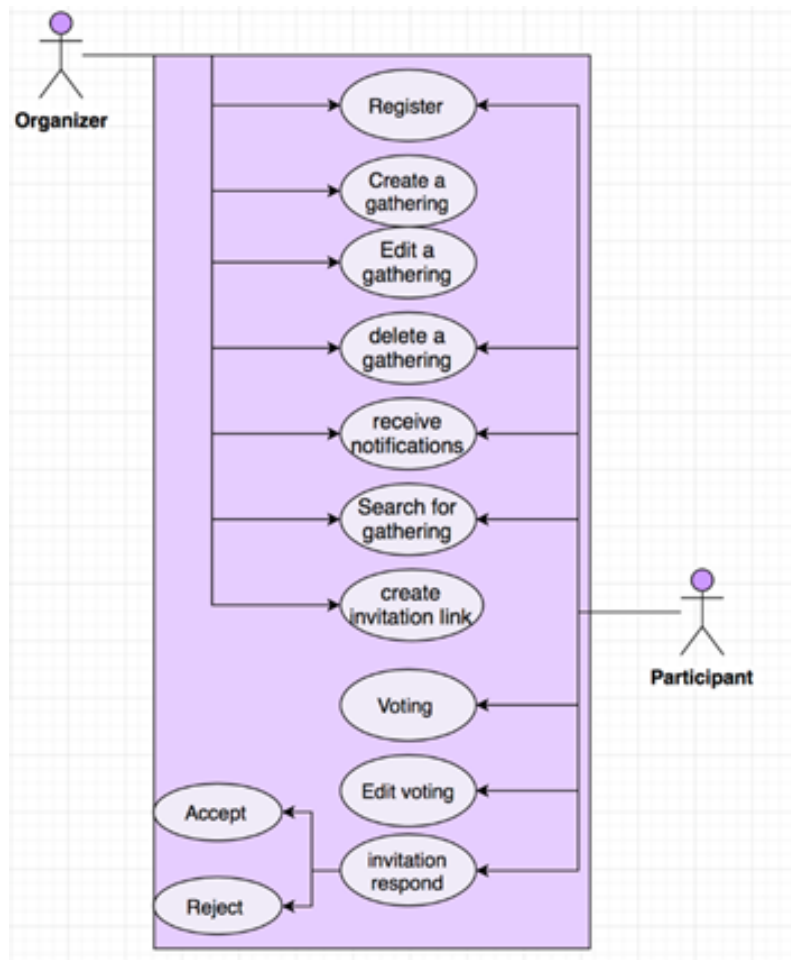 Organizer
Register
Create a
gathering
Edit a
gathering
delete a
gathering
receive
notifications
Search for
gathering
create
invitation link
Participant
Voting
Edit voting
Accept
invitation
respond
Reject